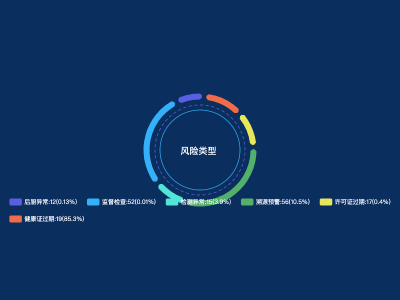 风险类型
后厨异常:12(0.13%) 监督检查:52(0.01%) 检测异常:15(3.9%) 溯源预警:56(10.5%) 许可证过期:17(0.4%)
健康证过期:19(85.3%)